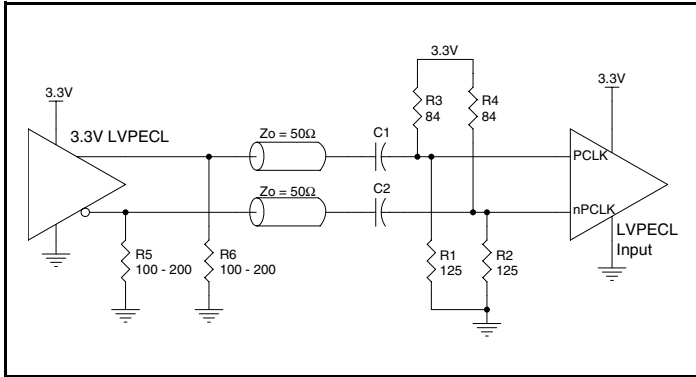 3.3V
3.3V LVPECL
R5
100 - 200
R6
100 - 200
Zo = 50Ω
Zo = 50Ω
C1
C2
3.3V
R3
84
R4
84
R1
125
R2
125
3.3V
PCLK
nPCLK
LVPECL
Input